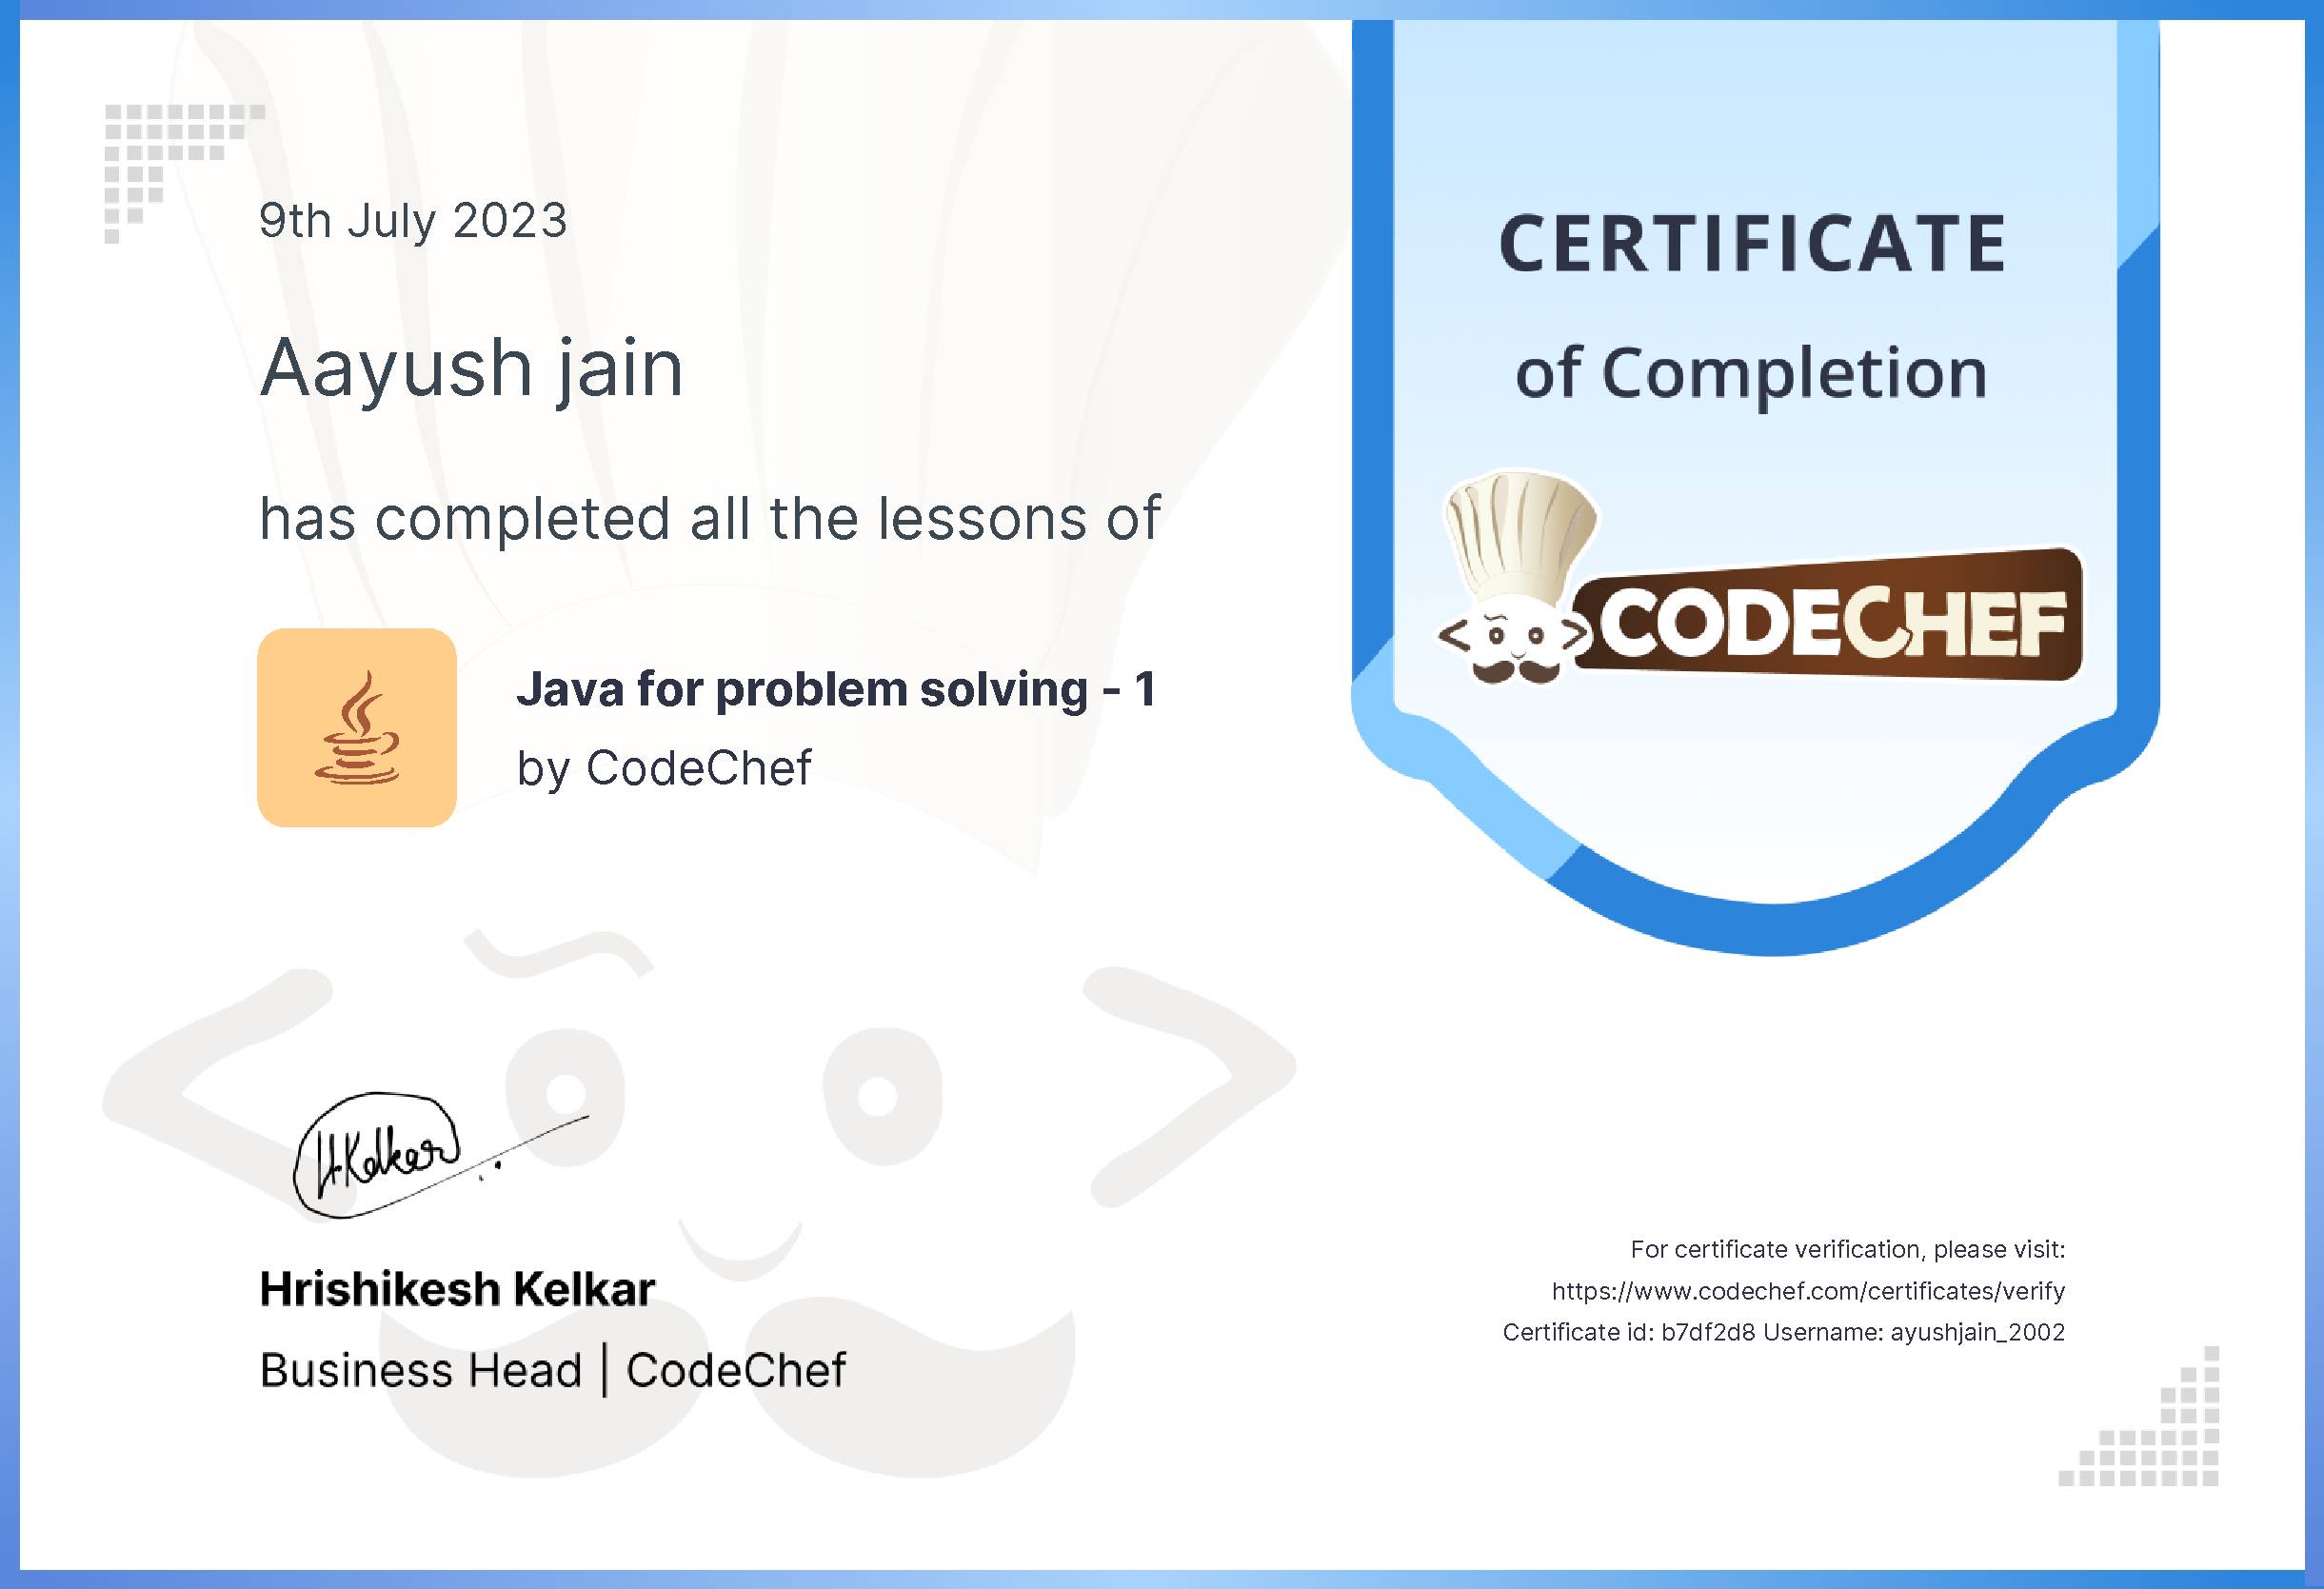 9th July 2023
Aayush jain
has completed all the lessons of
Java for problem solving - 1
by CodeChef
H.Kelkar
Hrishikesh Kelkar
Business Head | CodeChef
CERTIFICATE
of Completion
CODECHEF
For certificate verification, please visit:
https://www.codechef.com/certificates/verify
Certificate id: b7df2d8 Username: ayushjain_2002